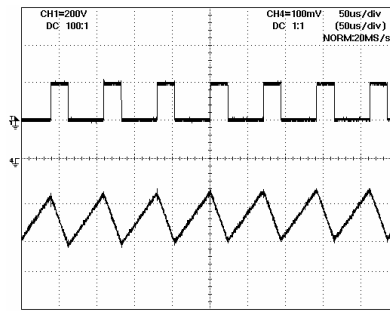 CH1=200V CH4=100mV 50us/div
DC 100:1 DC 1:1 (50us/div)
NORM:20MS/s